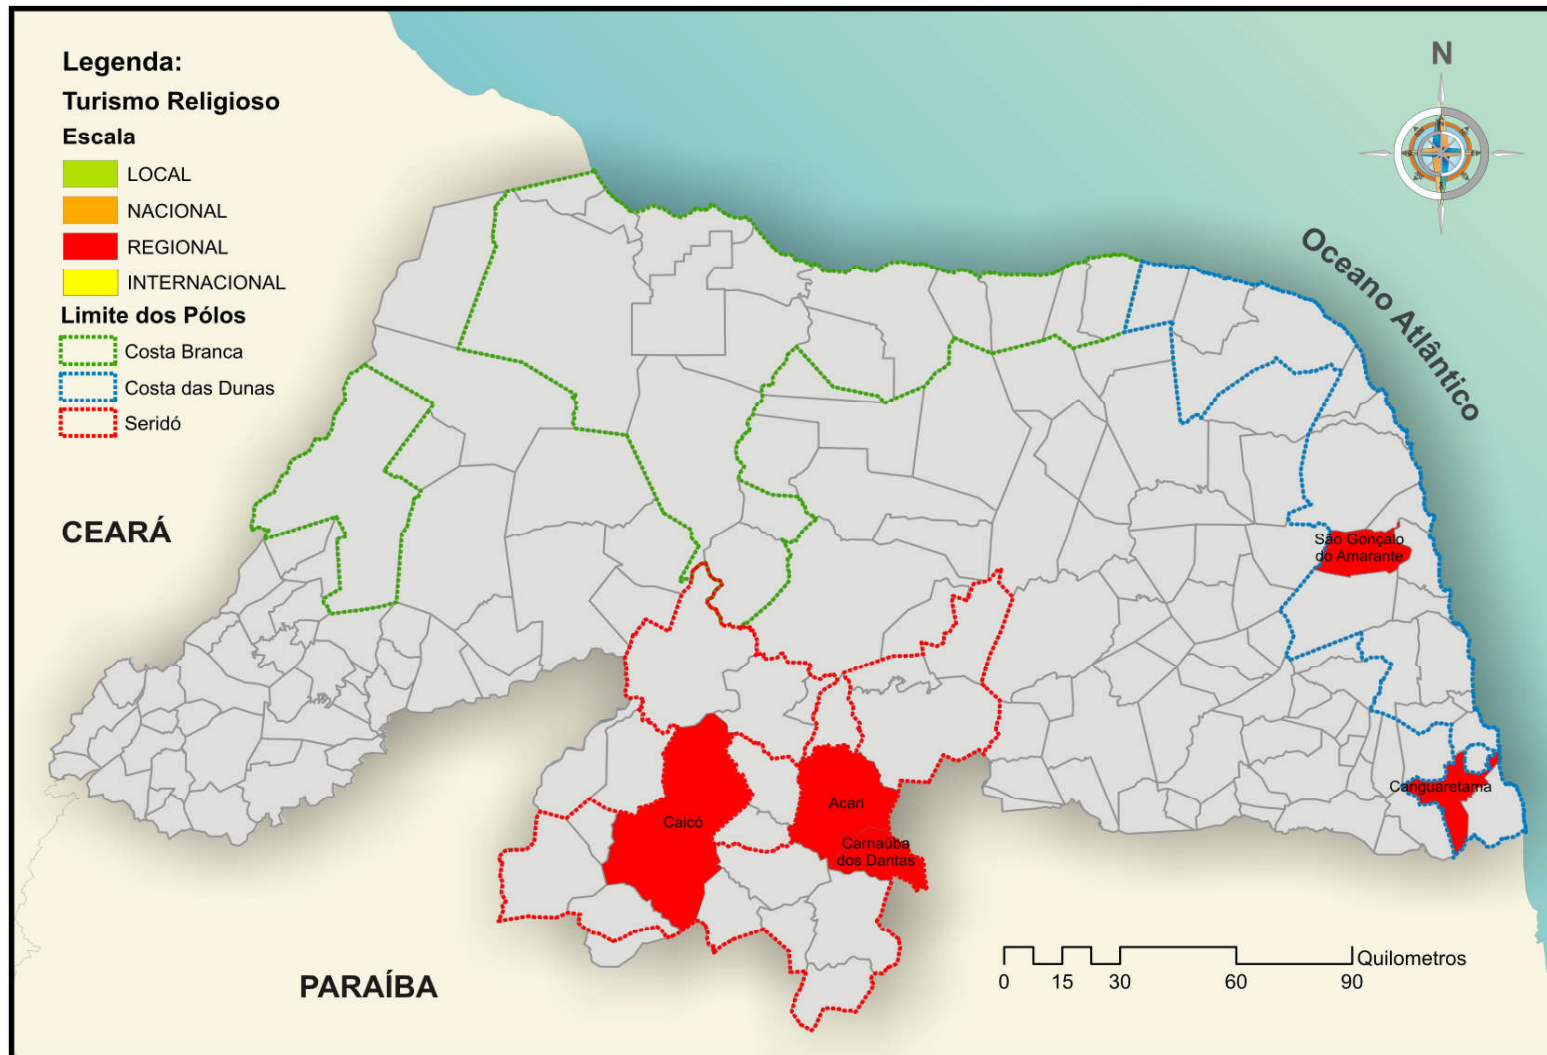 Legenda:
Turismo Religioso
Escala
LOCAL
NACIONAL
REGIONAL
INTERNACIONAL
Limite dos Pólos
Costa Branca
Costa das Dunas
Seridó
N
Oceano Atlântico
CEARÁ
São Gonçalo
do Amarante
Canguaretama
Acari
Caicó
Carnaúba
dos Dantas
PARAÍBA
Quilometros
0 15 30 60 90